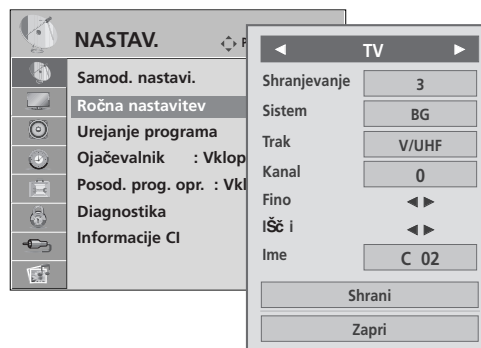 NASTAV.
Samod. nastavi.
Ročna nastavitev
Urejanje programa
Ojačevalnik : Vklop
Posod. prog. opr. : Vkl
Diagnostika
Informacije CI
TV
Shranjevanje 3
Sistem BG
Trak V/UHF
Kanal 0
Fino
IŠč i
Ime C 02
Shrani
Zapri